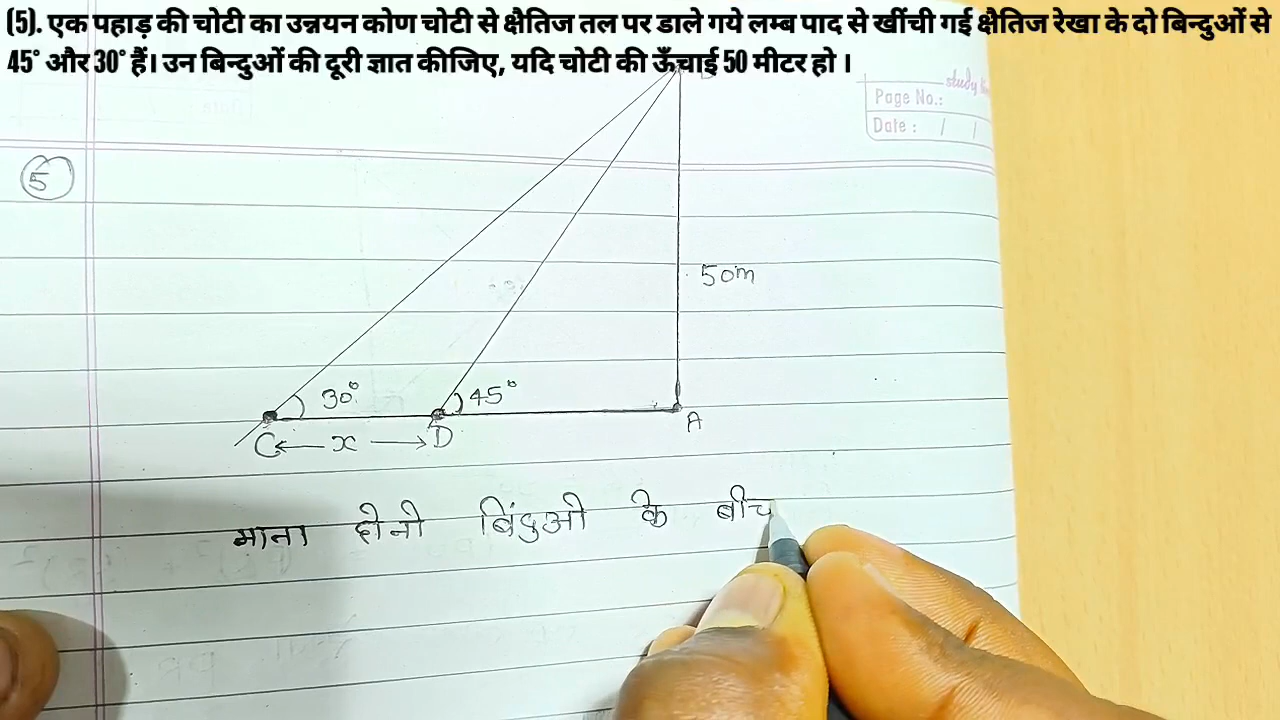 (5). एक पहाड़ की चोटी का उन्नयन कोण चोटी से क्षैतिज तल पर डाले गये लम्ब पाद से खींची गई क्षैतिज रेखा के दो बिन्दुओं से
45° और 30° हैं। उन बिन्दुओं की दूरी ज्ञात कीजिए, यदि चोटी की ऊँचाई 50 मीटर हो ।
study
Page No.:
Date : / /
5
50m
30°
45°
A
C ← x → D
माना दोनो बिंदुओ के बीच